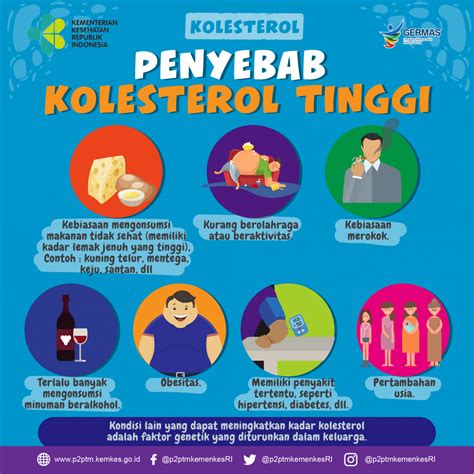 KEMENTERIAN
KESEHATAN
REPUBLIK
INDONESIA
KOLESTEROL
GERMAS
PENYEBAB
KOLESTEROL TINGGI
Kebiasaan mengonsumsi
makanan tidak sehat (memiliki
kadar lemak jenuh yang tinggi),
Contoh : kuning telur, mentega,
keju, santan, dll
Kurang berolahraga
atau beraktivitas.
Kebiasaan
merokok.
Terlalu banyak
mengonsumsi
minuman beralkohol.
Obesitas.
Memiliki penyakit
tertentu, seperti
hipertensi, diabetes, dll.
Pertambahan
usia.
Kondisi lain yang dapat meningkatkan kadar kolesterol
adalah faktor genetik yang diturunkan dalam keluarga.
www.p2ptm.kemkes.go.id
@p2ptmkemenkesRI
@p2ptmkemenkesRI
@p2ptmkemenkesRI